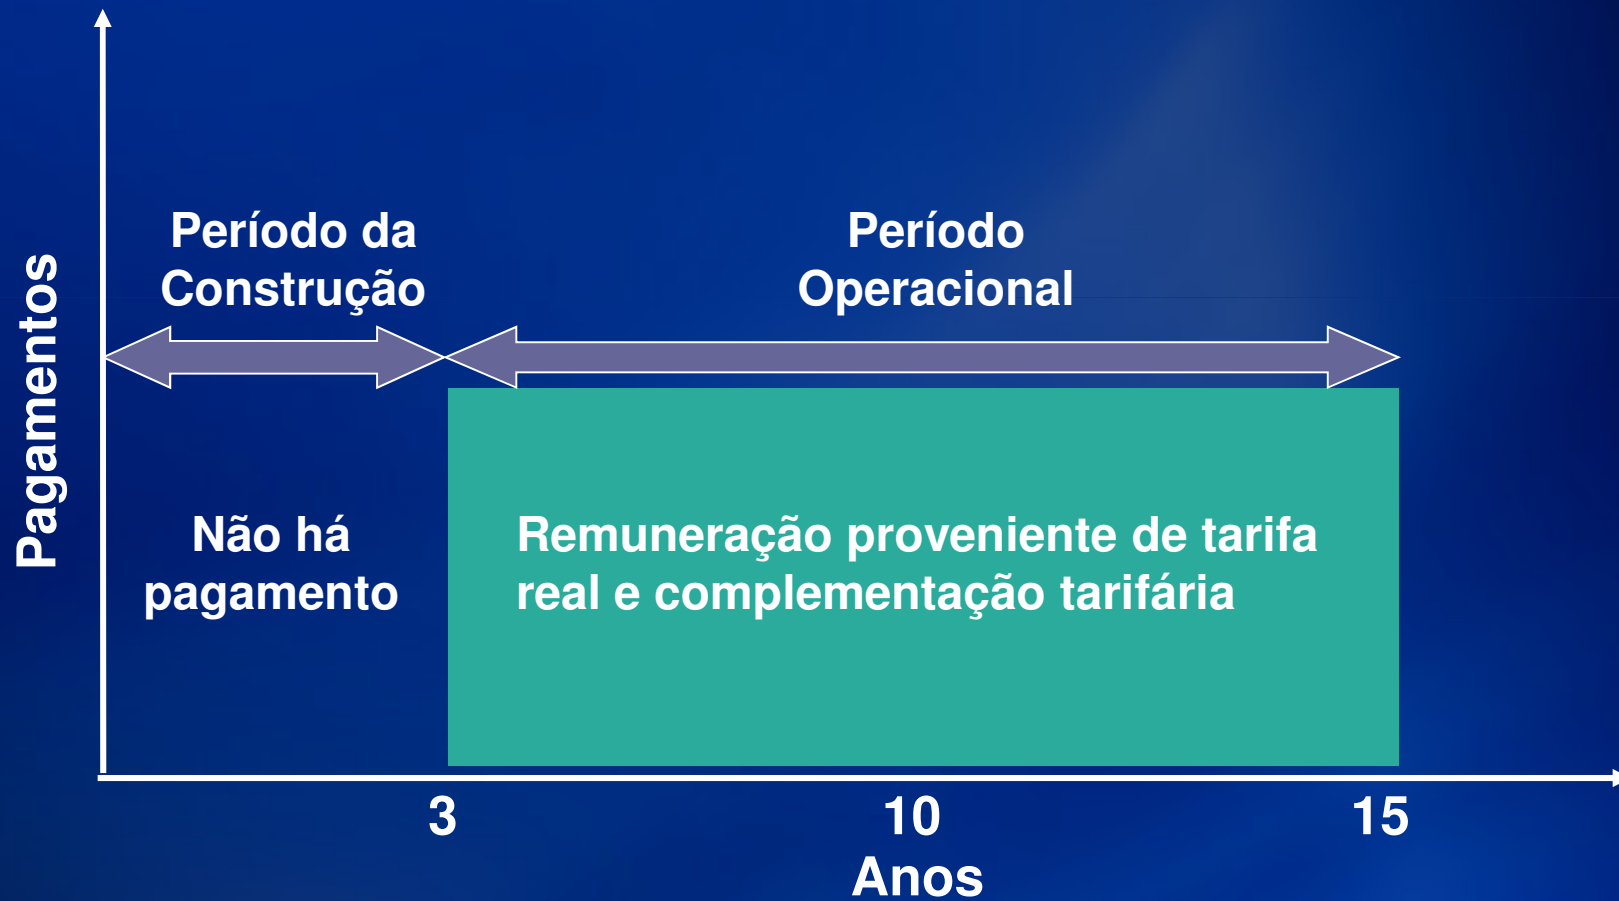 Período da
Construção
Período
Operacional
Pagamentos
Não há
pagamento
Remuneração proveniente de tarifa
real e complementação tarifária
3
10
15
Anos